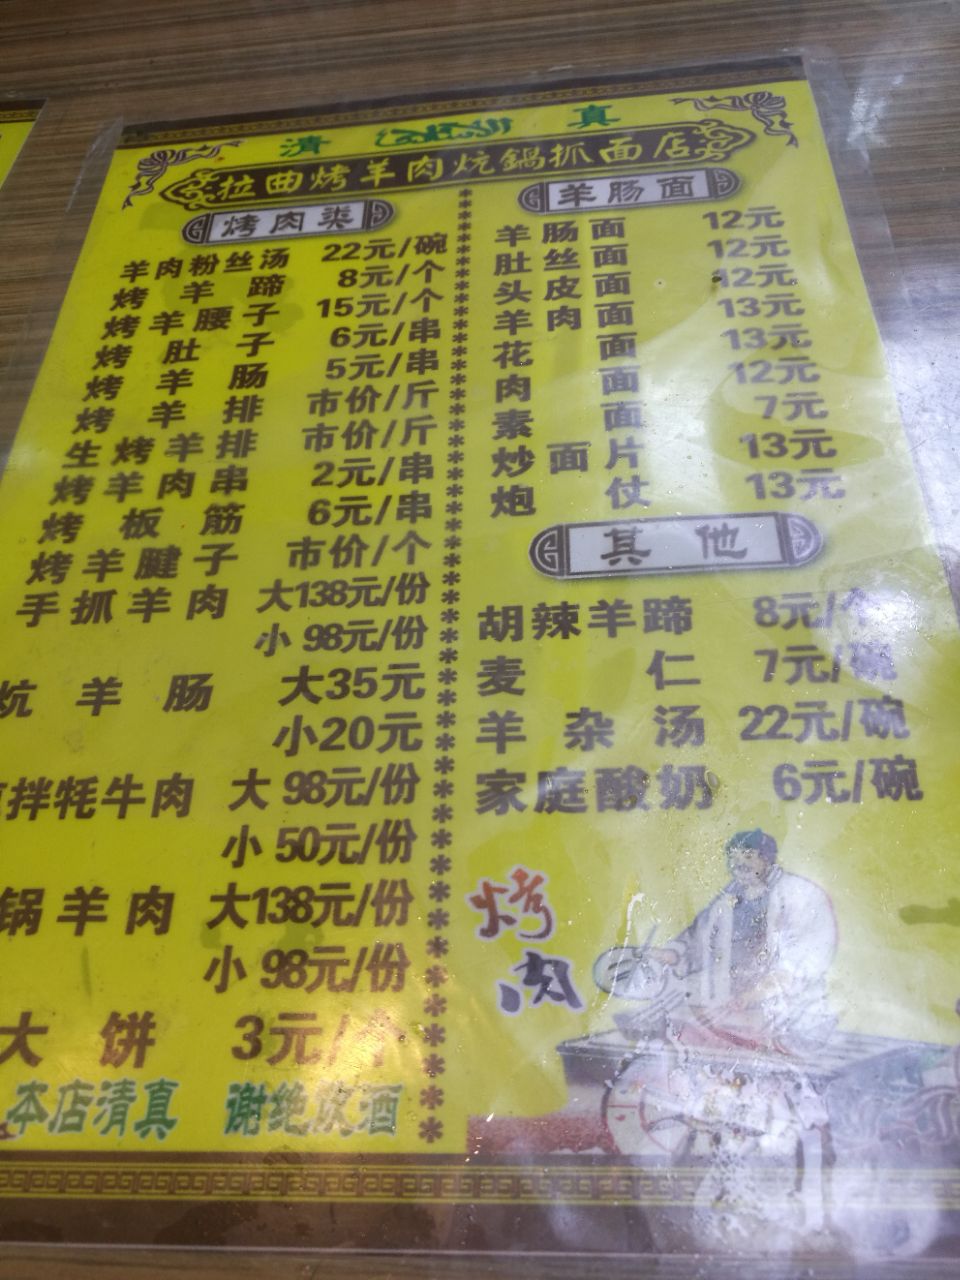 清 真
拉曲烤羊肉炕鍋抓面店
烤肉类
羊肉粉丝汤 22元/碗
烤羊蹄 8元/个
烤羊腰子 15元/个
烤肚子 6元/串
烤羊肠 5元/串
烤羊排 市价/斤
生烤羊排 市价/斤
烤羊肉串 2元/串
烤板筋 6元/串
烤羊腱子 市价/个
手抓羊肉 大138元/份
小 98元/份
炕羊肠 大35元
小20元
拌牦牛肉 大 98元/份
小 50元/份
锅羊肉 大138元/份
小 98元/份
大饼 3元/个
本店清真 谢绝饮酒
羊肠面
羊肠面 12元
肚丝面 12元
头皮面 12元
羊肉面 13元
花面 13元
肉面 12元
素面 7元
炒面片 13元
炮仗 13元
其他
胡辣羊蹄 8元/个
麦仁 7元/碗
羊杂汤 22元/碗
家庭酸奶 6元/碗
烤
肉